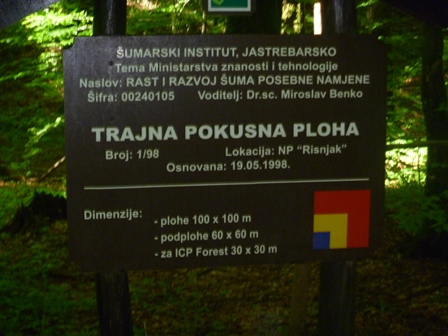 ŠUMARSKI INSTITUT, JASTREBARSKO
Tema Ministarstva znanosti i tehnologije
Naslov: RAST I RAZVOJ ŠUMA POSEBNE NAMJENE
Šifra: 00240105 Voditelj: Dr.sc. Miroslav Benko
TRAJNA POKUSNA PLOHA
Broj: 1/98 Lokacija: NP "Risnjak"
Osnovana: 19.05.1998.
Dimenzije:
- plohe 100 x 100 m
- podplohe 60 x 60 m
- za ICP Forest 30 x 30 m